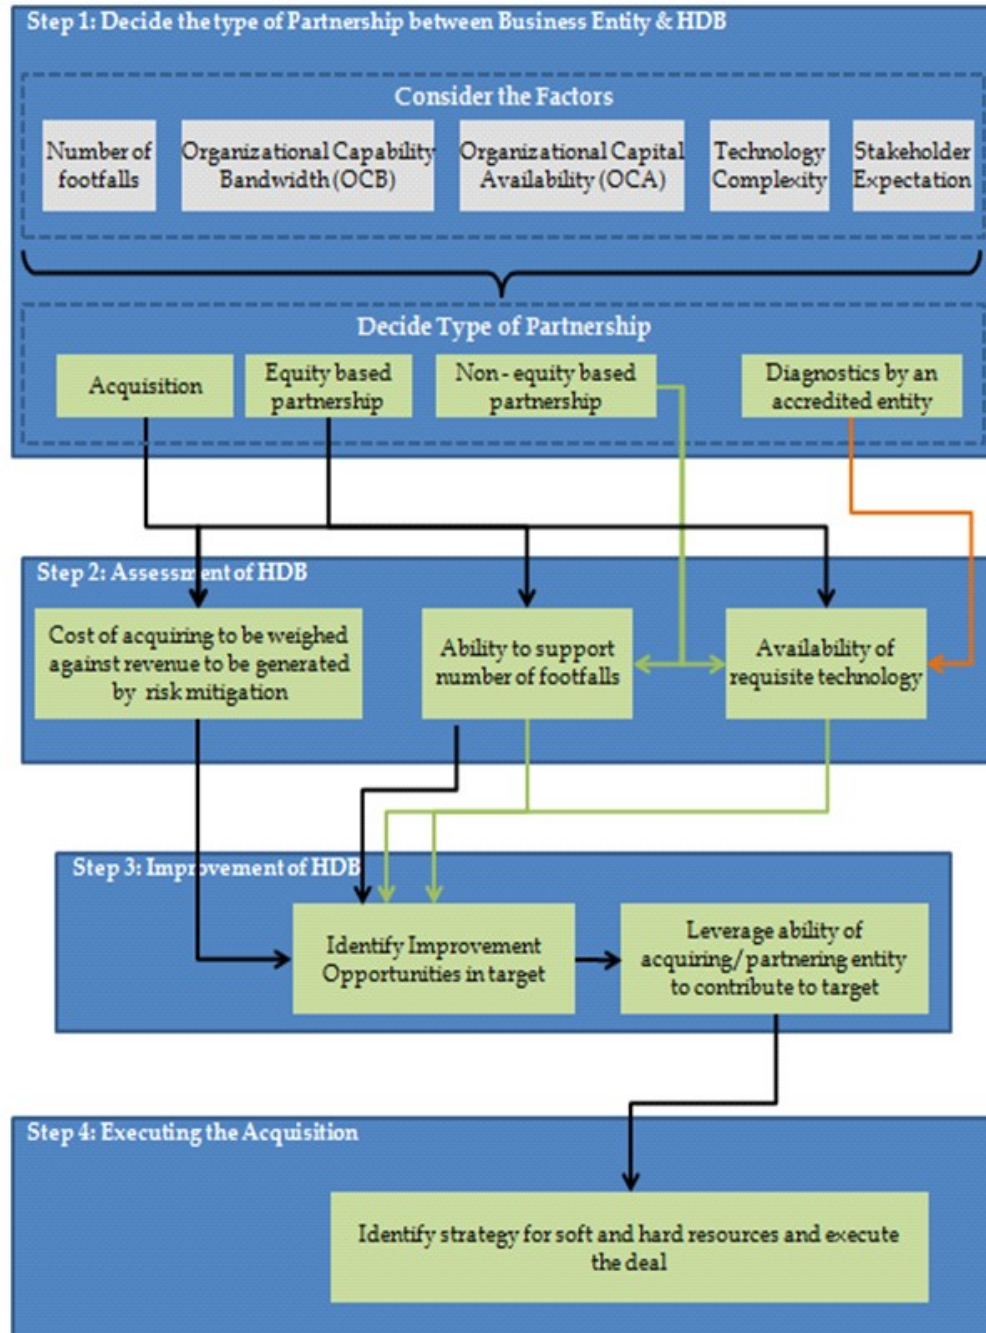 Step 1: Decide the type of Partnership between Business Entity & HDB
Consider the Factors
Number of
footfalls
Organizational Capability
Bandwidth (OCB)
Organizational Capital
Availability (OCA)
Technology
Complexity
Stakeholder
Expectation
Decide Type of Partnership
Acquisition
Equity based
partnership
Non- equity based
partnership
Diagnostics by an
accredited entity
Step 2: Assessment of HDB
Cost of acquiring to be weighed
against revenue to be generated
by risk mitigation
Ability to support
number of footfalls
Availability of
requisite technology
Step 3: Improvement of HDB
Identify Improvement
Opportunities in target
Leverage ability of
acquiring/partnering entity
to contribute to target
Step 4: Executing the Acquisition
Identify strategy for soft and hard resources and execute
the deal